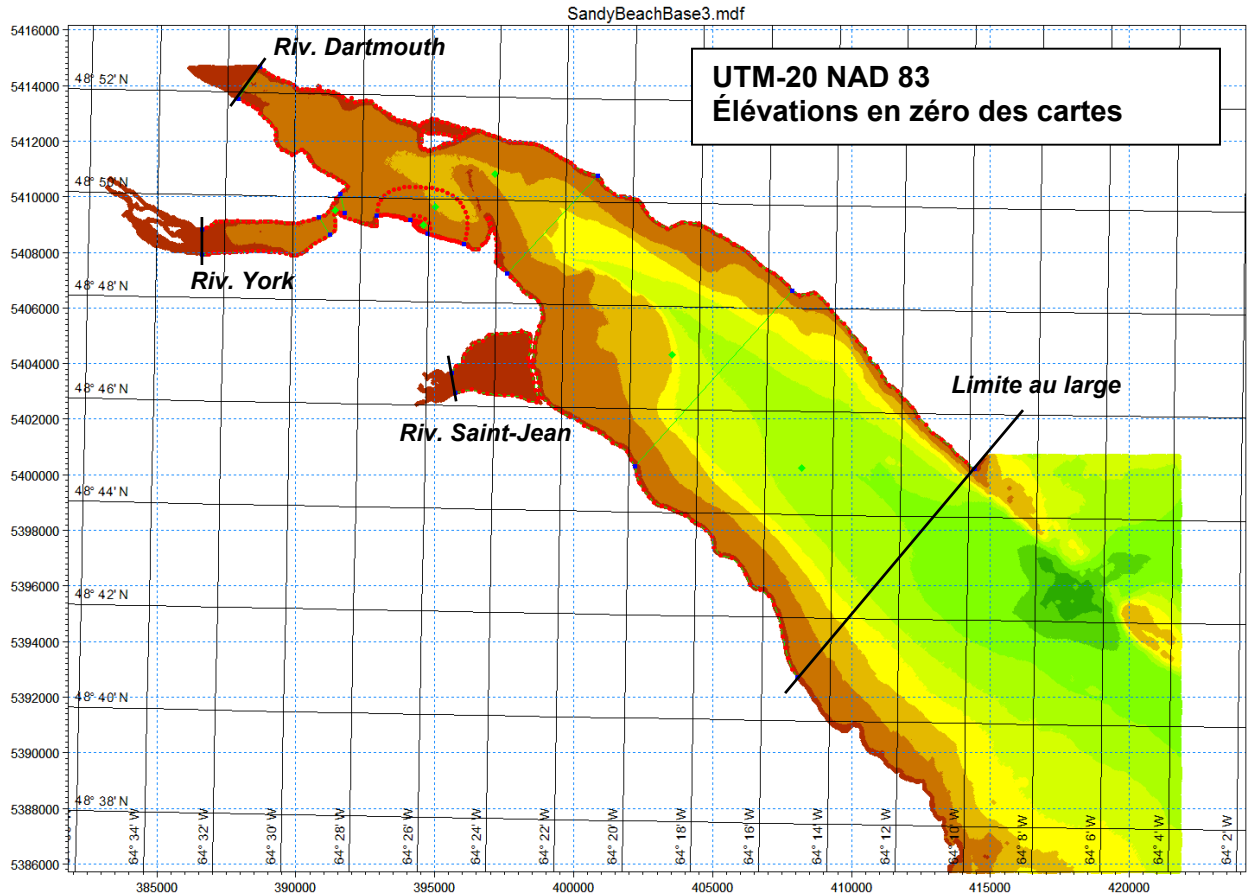 SandyBeachBase3.mdf
UTM-20 NAD 83
Élévations en zéro des cartes
Riv. Dartmouth
Riv. York
Riv. Saint-Jean
Limite au large
5416000
5414000
5412000
5410000
5408000
5406000
5404000
5402000
5400000
5398000
5396000
5394000
5392000
5390000
5388000
5386000
48° 52' N
48° 50' N
48° 48' N
48° 46' N
48° 44' N
48° 42' N
48° 40' N
48° 38' N
64° 34' W
64° 32' W
64° 30' W
64° 28' W
64° 26' W
64° 24' W
64° 22' W
64° 20' W
64° 18' W
64° 16' W
64° 14' W
64° 12' W
64° 10' W
64° 8' W
64° 6' W
64° 4' W
64° 2' W
385000
390000
395000
400000
405000
410000
415000
420000